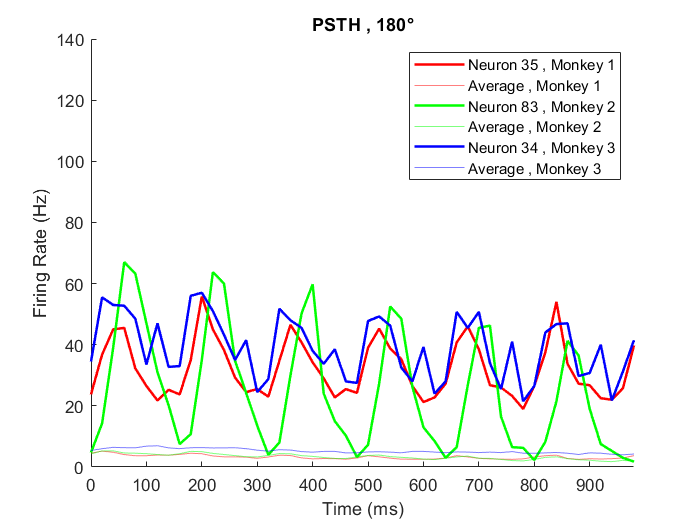 PSTH , 180°
140
120
100
80
60
40
20
0
Firing Rate (Hz)
Neuron 35 , Monkey 1
Average , Monkey 1
Neuron 83 , Monkey 2
Average , Monkey 2
Neuron 34 , Monkey 3
Average , Monkey 3
0 100 200 300 400 500 600 700 800 900
Time (ms)